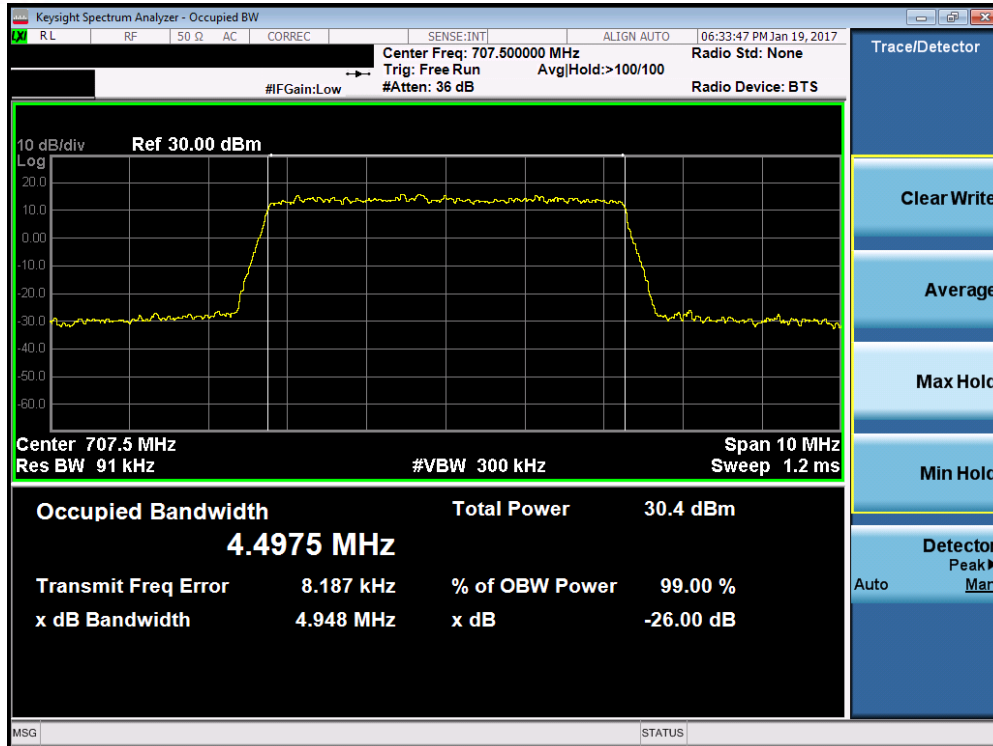 Keysight Spectrum Analyzer - Occupied BW
LXI RL RF 50 Ω AC CORREC SENSE:INT ALIGN AUTO 06:33:47 PM Jan 19, 2017
Center Freq: 707.500000 MHz Radio Std: None
Trig: Free Run Avg|Hold:>100/100
#IFGain:Low #Atten: 36 dB Radio Device: BTS
Trace/Detector
10 dB/div Ref 30.00 dBm
Log
20.0
10.0
0.00
-10.0
-20.0
-30.0
-40.0
-50.0
-60.0
Center 707.5 MHz Span 10 MHz
Res BW 91 kHz #VBW 300 kHz Sweep 1.2 ms
Clear Write
Average
Max Hold
Min Hold
Detector
Peak
Auto Man
Occupied Bandwidth Total Power 30.4 dBm
4.4975 MHz
Transmit Freq Error 8.187 kHz % of OBW Power 99.00 %
x dB Bandwidth 4.948 MHz x dB -26.00 dB
MSG STATUS